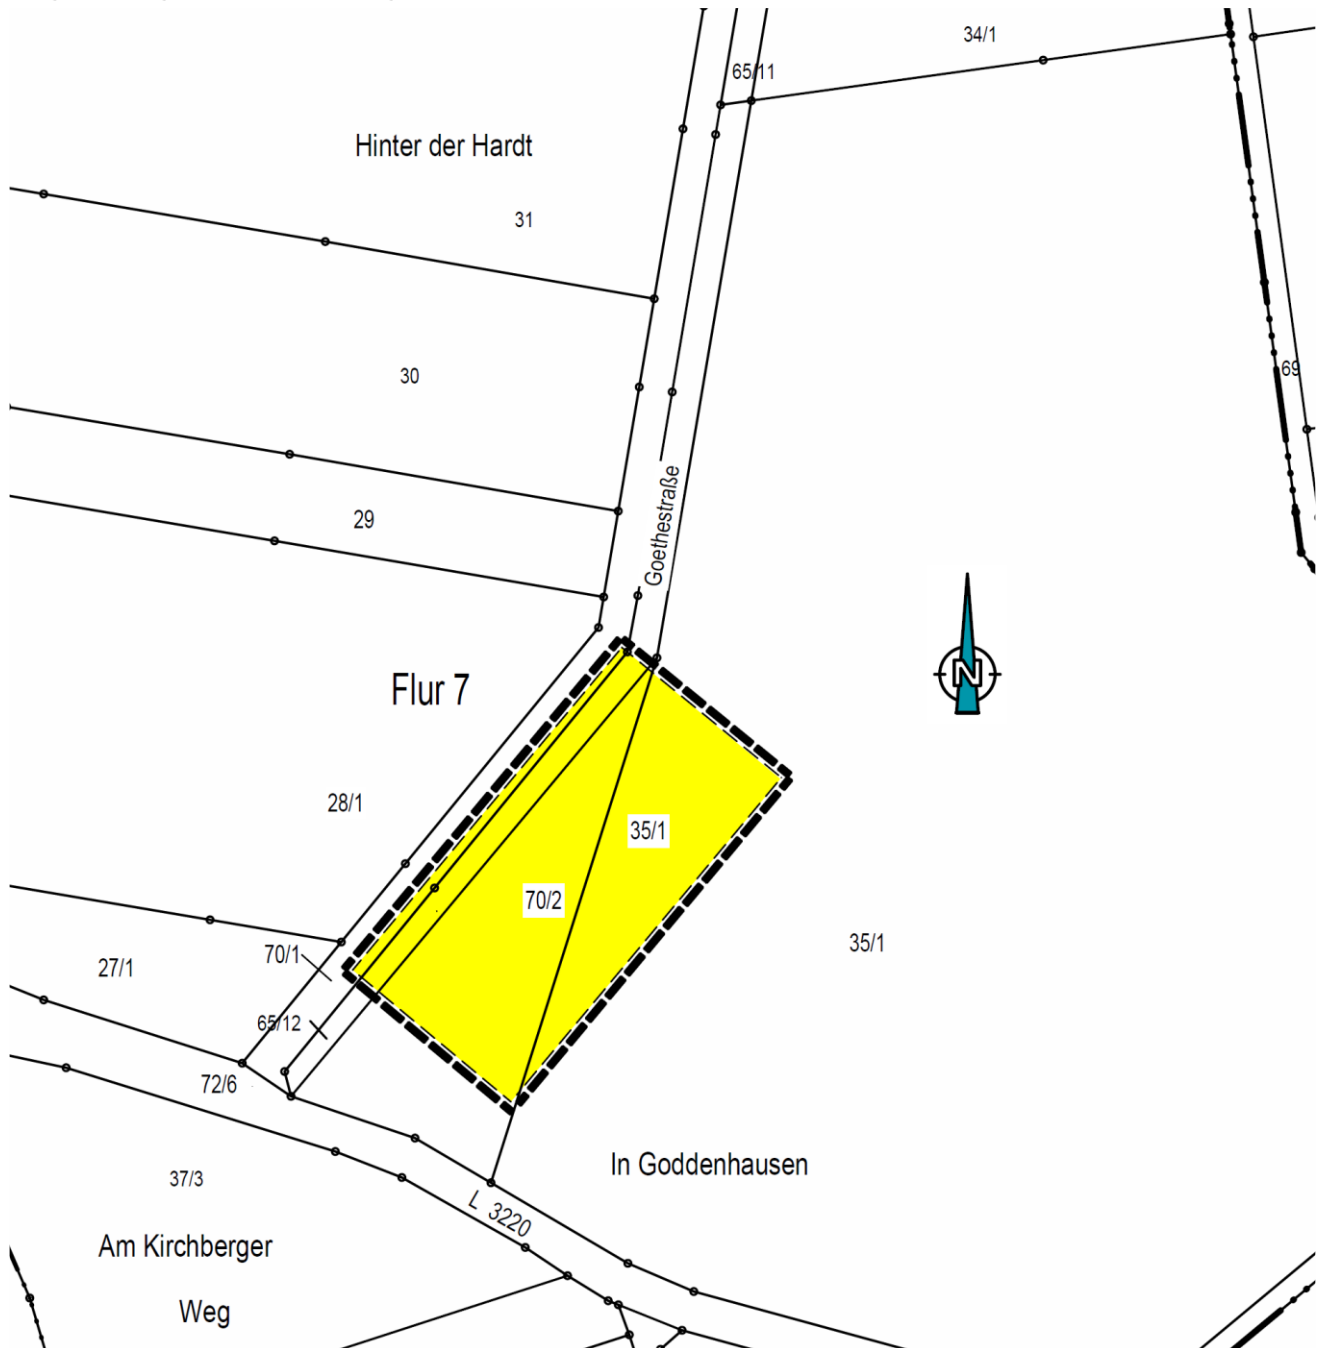 34/1
65/11
Hinter der Hardt
31
69
30
Goethestraße
29
N
Flur 7
28/1
35/1
70/2
35/1
70/1
27/1
65/12
72/6
In Goddenhausen
37/3
L 3220
Am Kirchberger
Weg